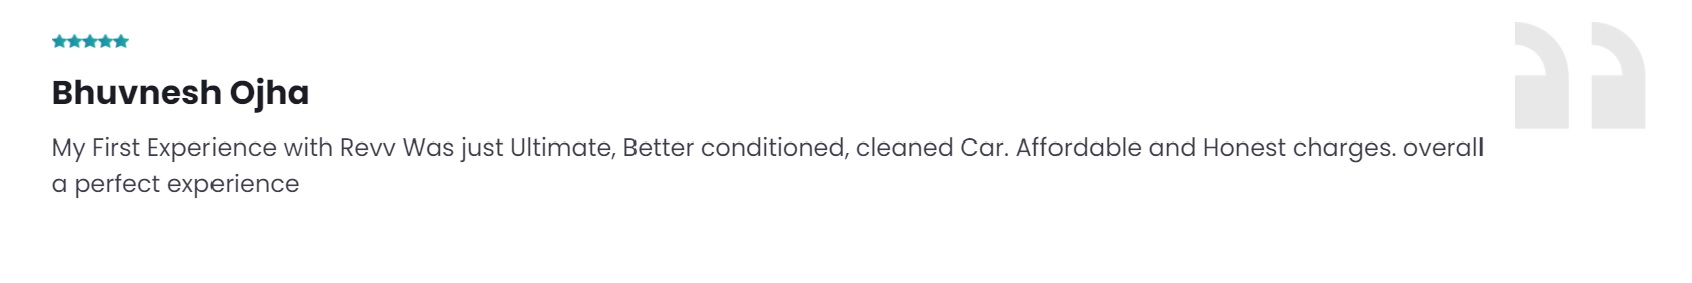 Bhuvnesh Ojha
My First Experience with Revv Was just Ultimate, Better conditioned, cleaned Car. Affordable and Honest charges. overall
a perfect experience